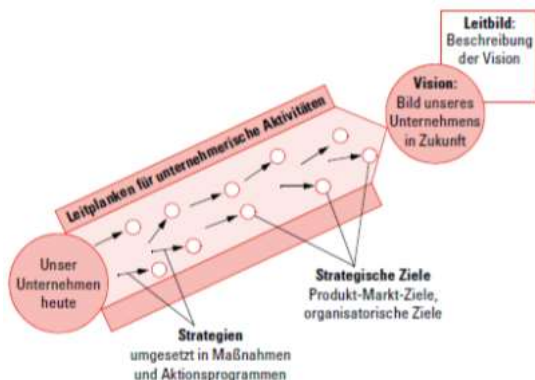 Leitbild:
Beschreibung
der Vision
Vision:
Bild unseres
Unternehmens
in Zukunft
Leitplanken für unternehmerische Aktivitäten
Unser
Unternehmen
heute
Strategische Ziele
Produkt-Markt-Ziele,
organisatorische Ziele
Strategien
umgesetzt in Maßnahmen
und Aktionsprogrammen